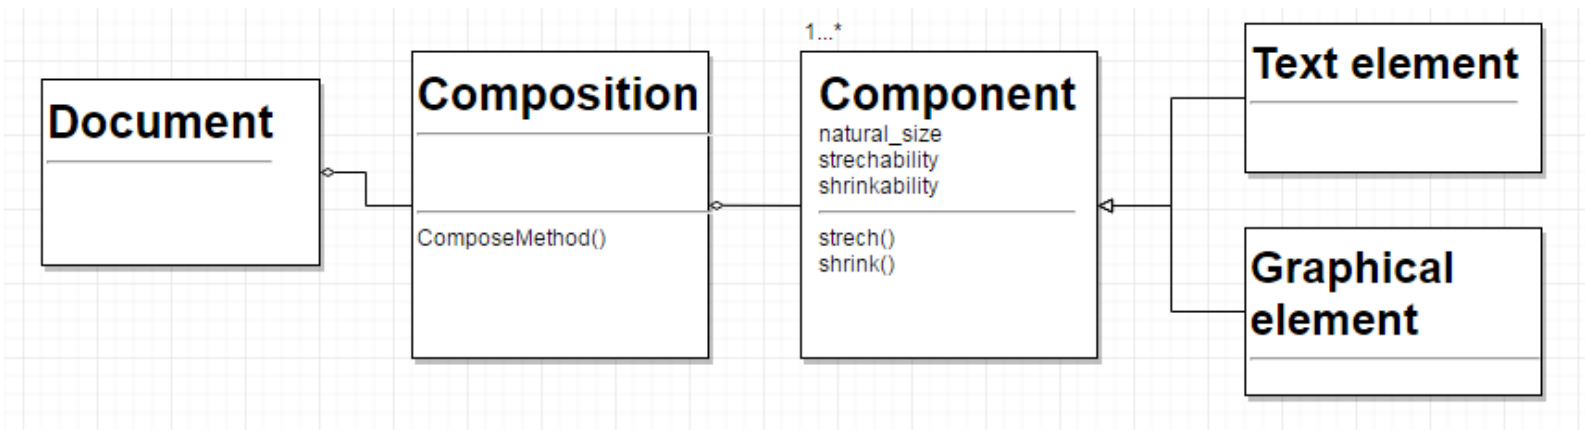 Document
Composition
ComposeMethod()
1...*
Component
natural_size
strechability
shrinkability
strech()
shrink()
Text element
Graphical
element